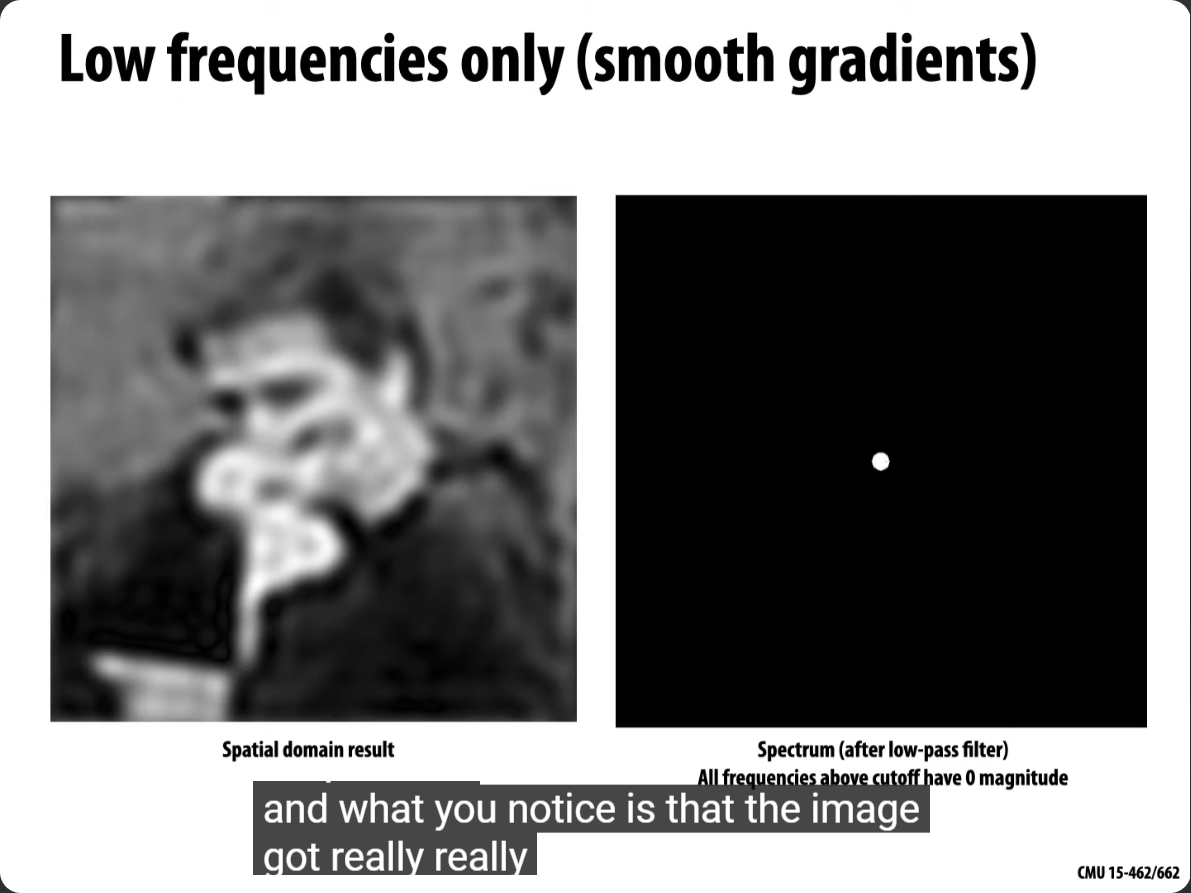 Low frequencies only (smooth gradients)
Spatial domain result
Spectrum (after low-pass filter)
All frequencies above cutoff have 0 magnitude
and what you notice is that the image
got really really
CMU 15-462/662